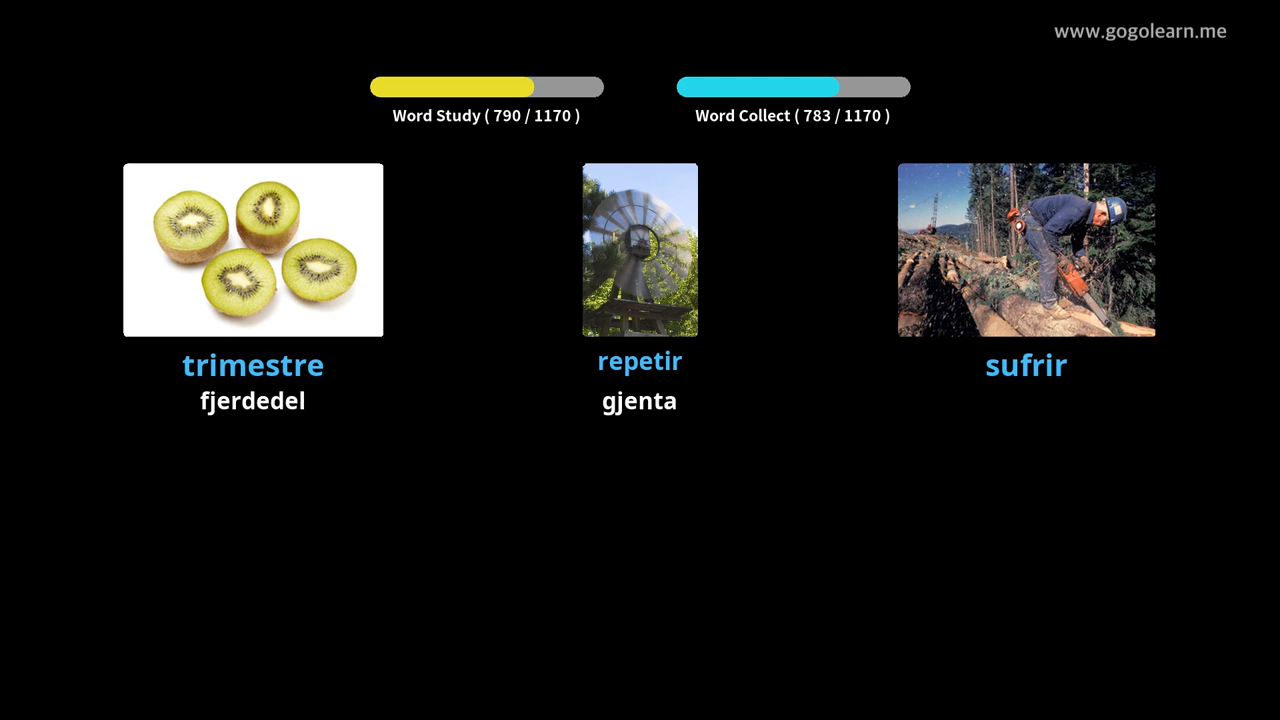 www.gogolearn.me
Word Study ( 790 / 1170 )
Word Collect ( 783 / 1170 )
trimestre
fjerdedel
repetir
gjenta
sufrir